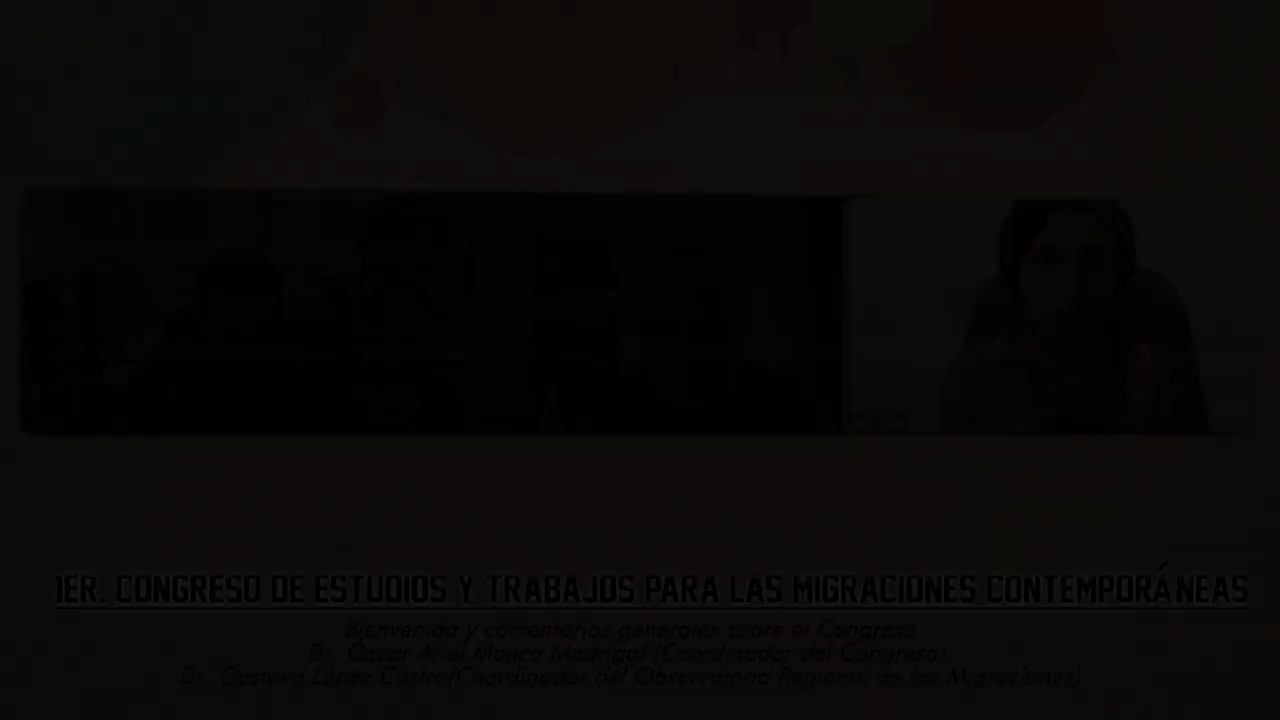 1ER. CONGRESO DE ESTUDIOS Y TRABAJOS PARA LAS MIGRACIONES CONTEMPORÁNEAS
Bienvenida y comentarios generales sobre el Congreso
Dr. Óscar Ariel Mojica Madrigal (Coordinador del Congreso)
Dr. Gustavo López Castro(Coordinador del Observatorio Regional de las Migraciones)